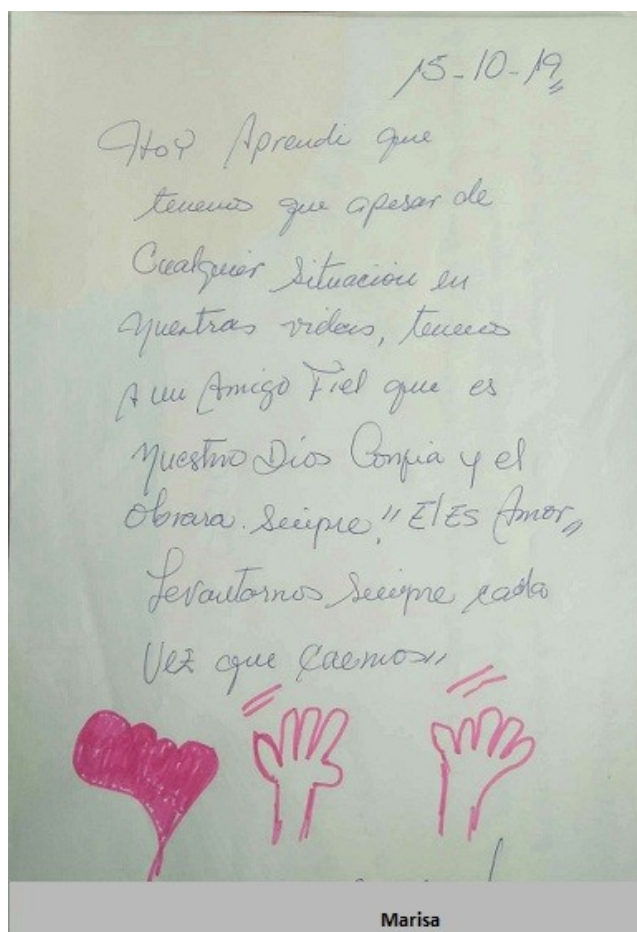 15-10-19
Hoy Aprendi que
tenemos que apesar de
Cualquier situación en
nuestras vidas, tenemos
A un Amigo Fiel que es
Nuestro Dios Confia y el
Obrara. Siempre!! El Es Amor,,
Levantarnos Siempre cada
Vez que Caemos,,
Marisa